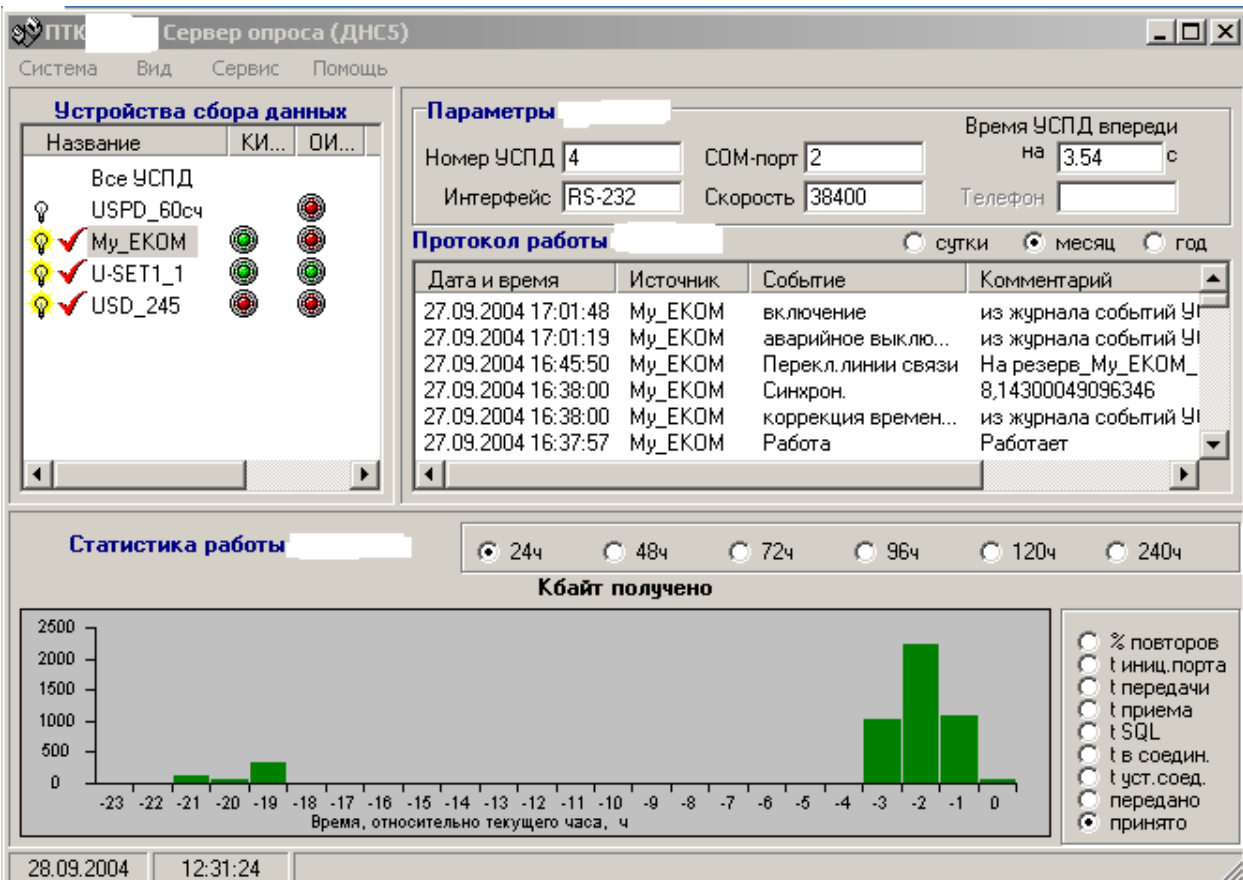 ПТК Сервер опроса (ДНС5)
Система Вид Сервис Помощь
Устройства сбора данных
Название КИ... ОИ...
Все УСПД
USPD_60сч
My_EKOM
U-SET1_1
USD_245
Параметры
Время УСПД впереди
Номер УСПД 4 COM-порт 2 на 3.54 с
Интерфейс RS-232 Скорость 38400 Телефон
Протокол работы сутки месяц год
Дата и время Источник Событие Комментарий
27.09.2004 17:01:48 My_EKOM включение из журнала событий У
27.09.2004 17:01:19 My_EKOM аварийное выклю... из журнала событий У
27.09.2004 16:45:50 My_EKOM Перекл.линии связи На резерв_My_EKOM_
27.09.2004 16:38:00 My_EKOM Синхрон. 8,14300049096346
27.09.2004 16:38:00 My_EKOM коррекция времен... из журнала событий У
27.09.2004 16:37:57 My_EKOM Работа Работает
Статистика работы 24ч 48ч 72ч 96ч 120ч 240ч
Кбайт получено
2500
2000
1500
1000
500
0
-23 -22 -21 -20 -19 -18 -17 -16 -15 -14 -13 -12 -11 -10 -9 -8 -7 -6 -5 -4 -3 -2 -1 0
Время, относительно текущего часа, ч
% повторов
t иниц.порта
t передачи
t приема
t SQL
t в соедин.
t уст.соед.
передано
принято
28.09.2004 12:31:24